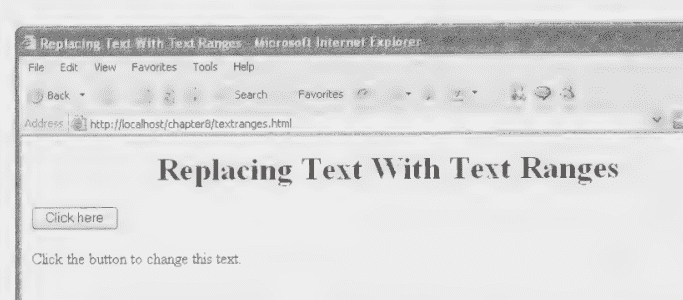 Replacing Text With Text Ranges - Microsoft Internet Explorer
File Edit View Favorites Tools Help
Back Search Favorites
Address http://localhost/chapter8/textranges.html
Replacing Text With Text Ranges
Click here
Click the button to change this text.